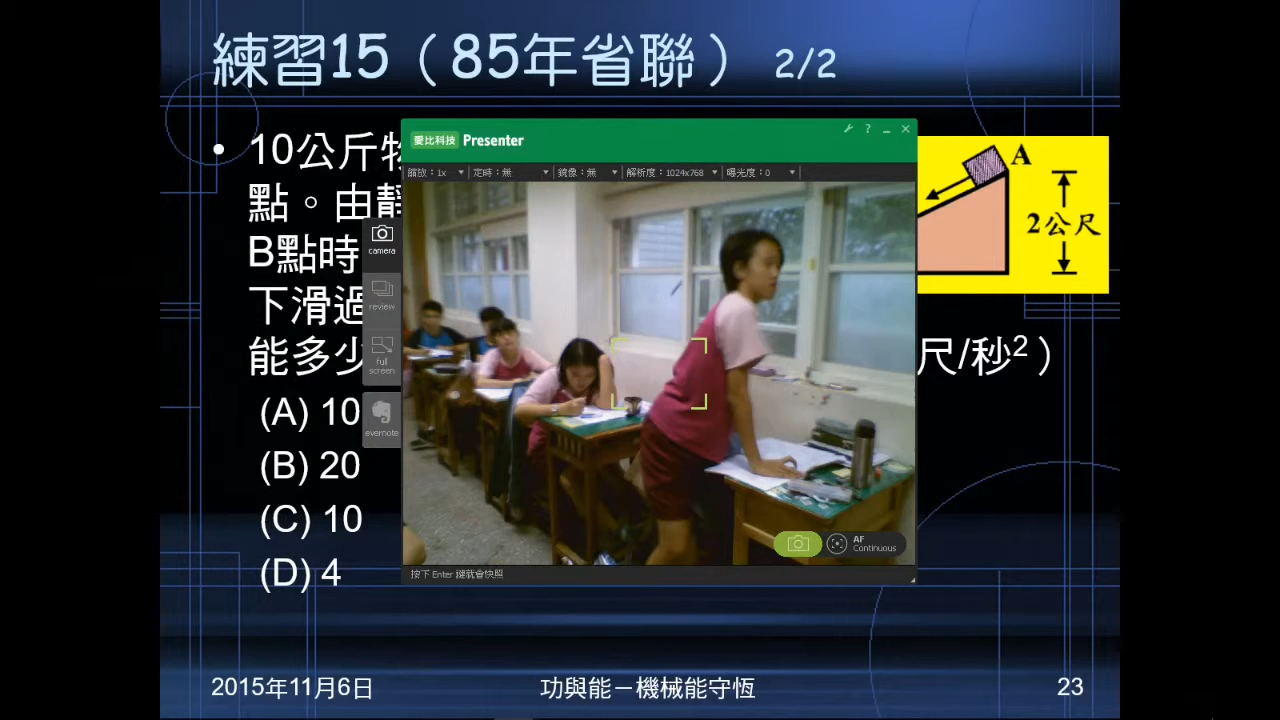 練習15（85年省聯） 2/2
• 10公斤物
點。由靜
B點時
下滑過
能多少
尺/秒²）
(A) 10
(B) 20
(C) 10
(D) 4
A
2公尺
愛比科技 Presenter
縮放：1x 定時：無 鏡像：無 解析度：1024x768 曝光度：0
camera
review
full
screen
evernote
AF
Continuous
按下 Enter 鍵就會快照
2015年11月6日
功與能－機械能守恆
23